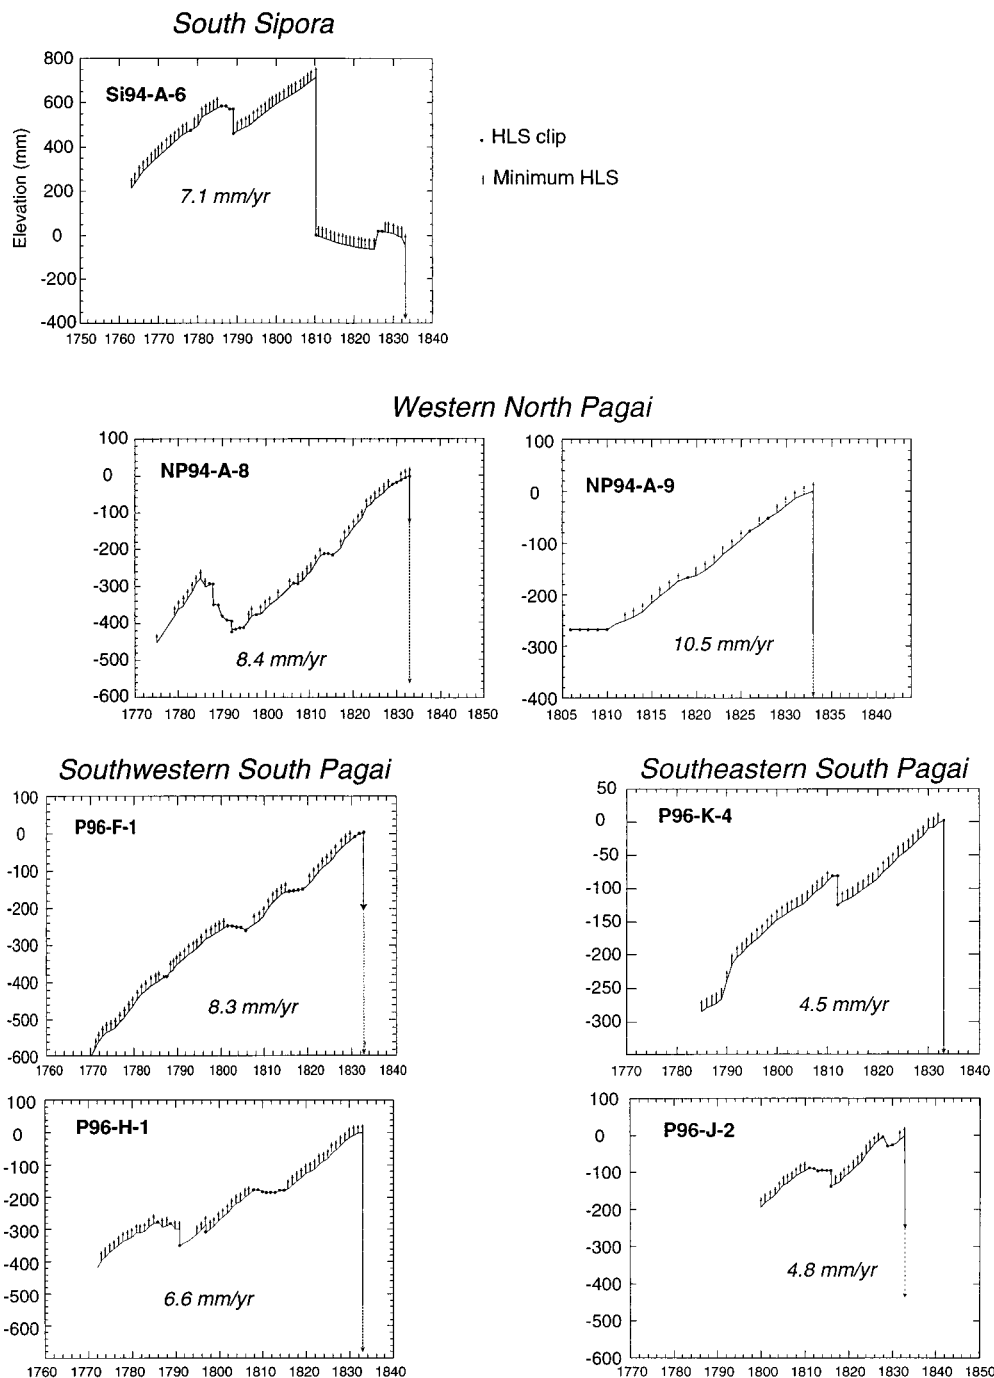 South Sipora
800
600
400
200
0
-200
-400
Elevation (mm)
Si94-A-6
7.1 mm/yr
1750 1760 1770 1780 1790 1800 1810 1820 1830 1840
HLS clip
Minimum HLS
Western North Pagai
100
0
-100
-200
-300
-400
-500
-600
NP94-A-8
8.4 mm/yr
1770 1780 1790 1800 1810 1820 1830 1840 1850
100
0
-100
-200
-300
-400
NP94-A-9
10.5 mm/yr
1805 1810 1815 1820 1825 1830 1835 1840
Southwestern South Pagai
100
0
-100
-200
-300
-400
-500
-600
P96-F-1
8.3 mm/yr
1760 1770 1780 1790 1800 1810 1820 1830 1840
100
0
-100
-200
-300
-400
-500
-600
P96-H-1
6.6 mm/yr
1760 1770 1780 1790 1800 1810 1820 1830 1840
Southeastern South Pagai
50
0
-50
-100
-150
-200
-250
-300
P96-K-4
4.5 mm/yr
1770 1780 1790 1800 1810 1820 1830 1840
100
0
-100
-200
-300
-400
-500
-600
P96-J-2
4.8 mm/yr
1770 1780 1790 1800 1810 1820 1830 1840 1850